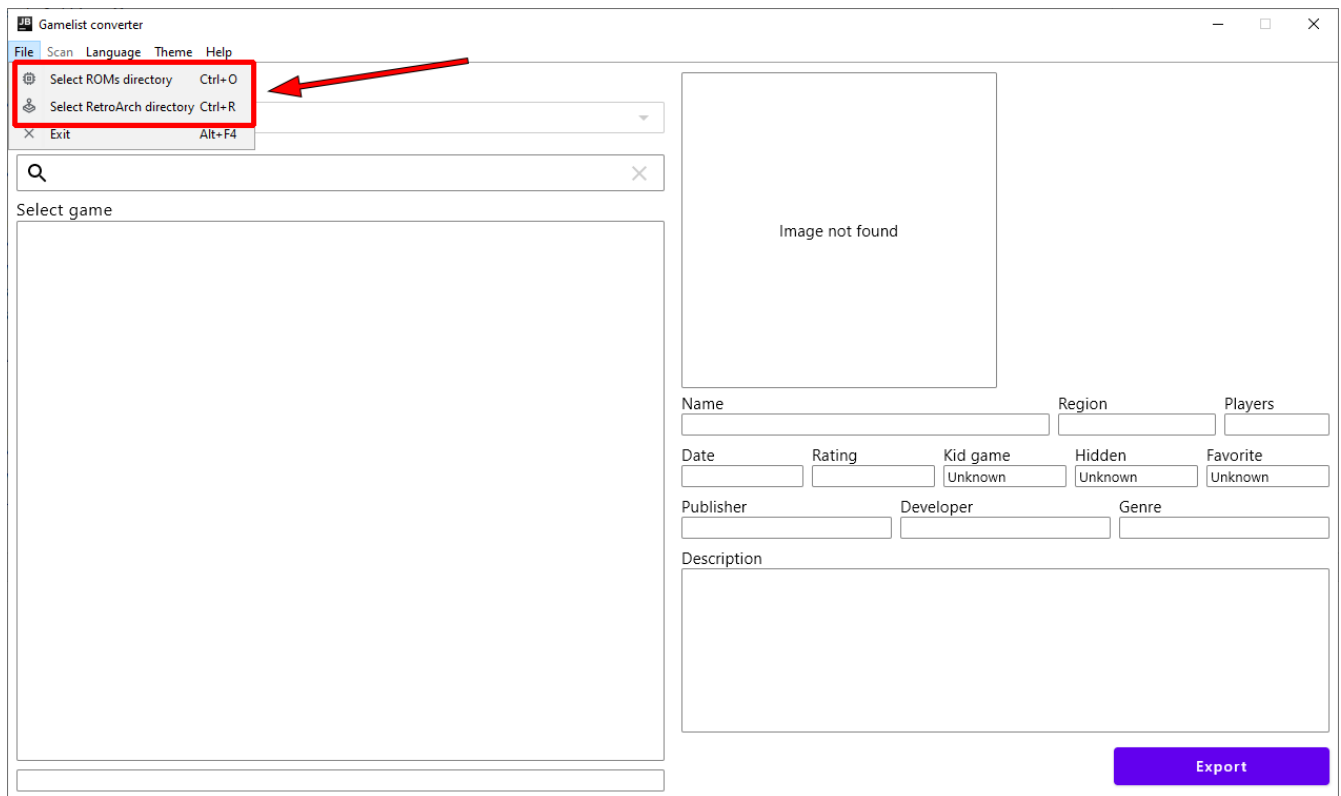 JB
Gamelist converter
File Scan Language Theme Help
Select ROMs directory Ctrl+O
Select RetroArch directory Ctrl+R
Exit Alt+F4
Select game
Image not found
Name Region Players
Date Rating Kid game Hidden Favorite
Unknown Unknown Unknown
Publisher Developer Genre
Description
Export